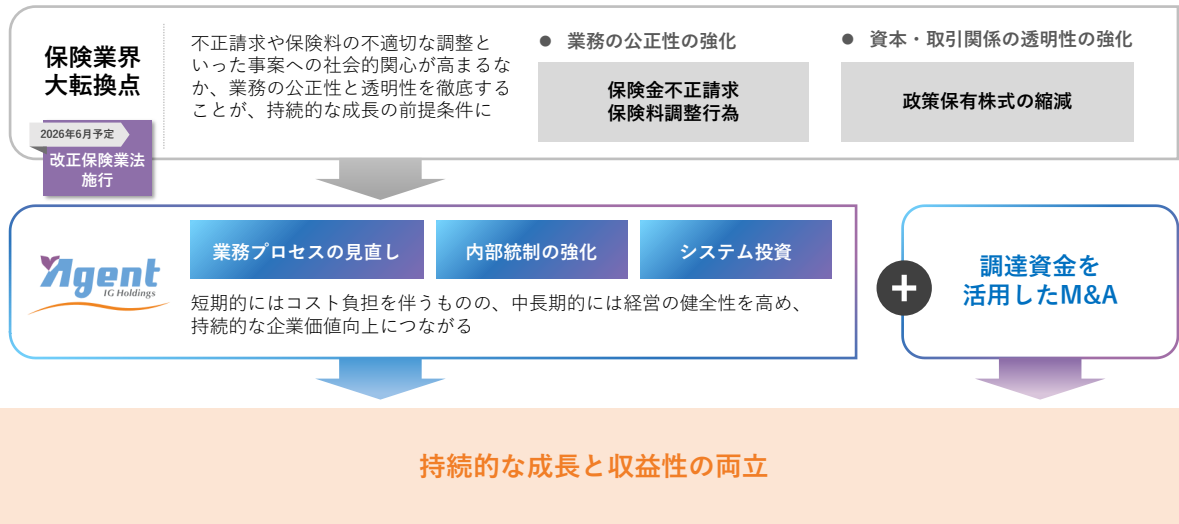 保険業界
大転換点
2026年6月予定
改正保険業法
施行
不正請求や保険料の不適切な調整と
いった事案への社会的関心が高まるな
か、業務の公正性と透明性を徹底する
ことが、持続的な成長の前提条件に
● 業務の公正性の強化
保険金不正請求
保険料調整行為
● 資本・取引関係の透明性の強化
政策保有株式の縮減
Agent
IG Holdings
業務プロセスの見直し
内部統制の強化
システム投資
短期的にはコスト負担を伴うものの、中長期的には経営の健全性を高め、
持続的な企業価値向上につながる
+
調達資金を
活用したM&A
持続的な成長と収益性の両立